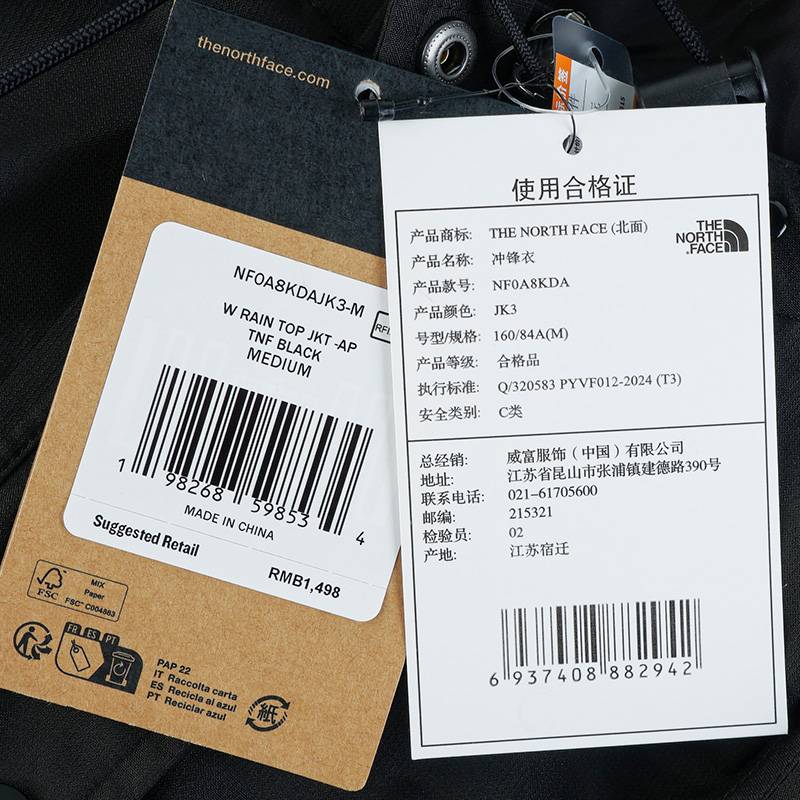 thenorthface.com
NF0A8KDAJK3-M
W RAIN TOP JKT -AP
TNF BLACK
MEDIUM
1 98268 59853 4
MADE IN CHINA
Suggested Retail
RMB1,498
FSC
MIX
Paper
FSC™ C004883
FR ES PT
PAP 22
IT Raccolta carta
ES Recicla al azul
PT Reciclar azul
紙
使用合格证
产品商标: THE NORTH FACE (北面)
THE
NORTH
FACE
产品名称: 冲锋衣
产品款号: NF0A8KDA
产品颜色: JK3
号型/规格: 160/84A(M)
产品等级: 合格品
执行标准: Q/320583 PYVF012-2024 (T3)
安全类别: C类
总经销: 威富服饰（中国）有限公司
地址: 江苏省昆山市张浦镇建德路390号
联系电话: 021-61705600
邮编: 215321
检验员: 02
产地: 江苏宿迁
6 937408 882942